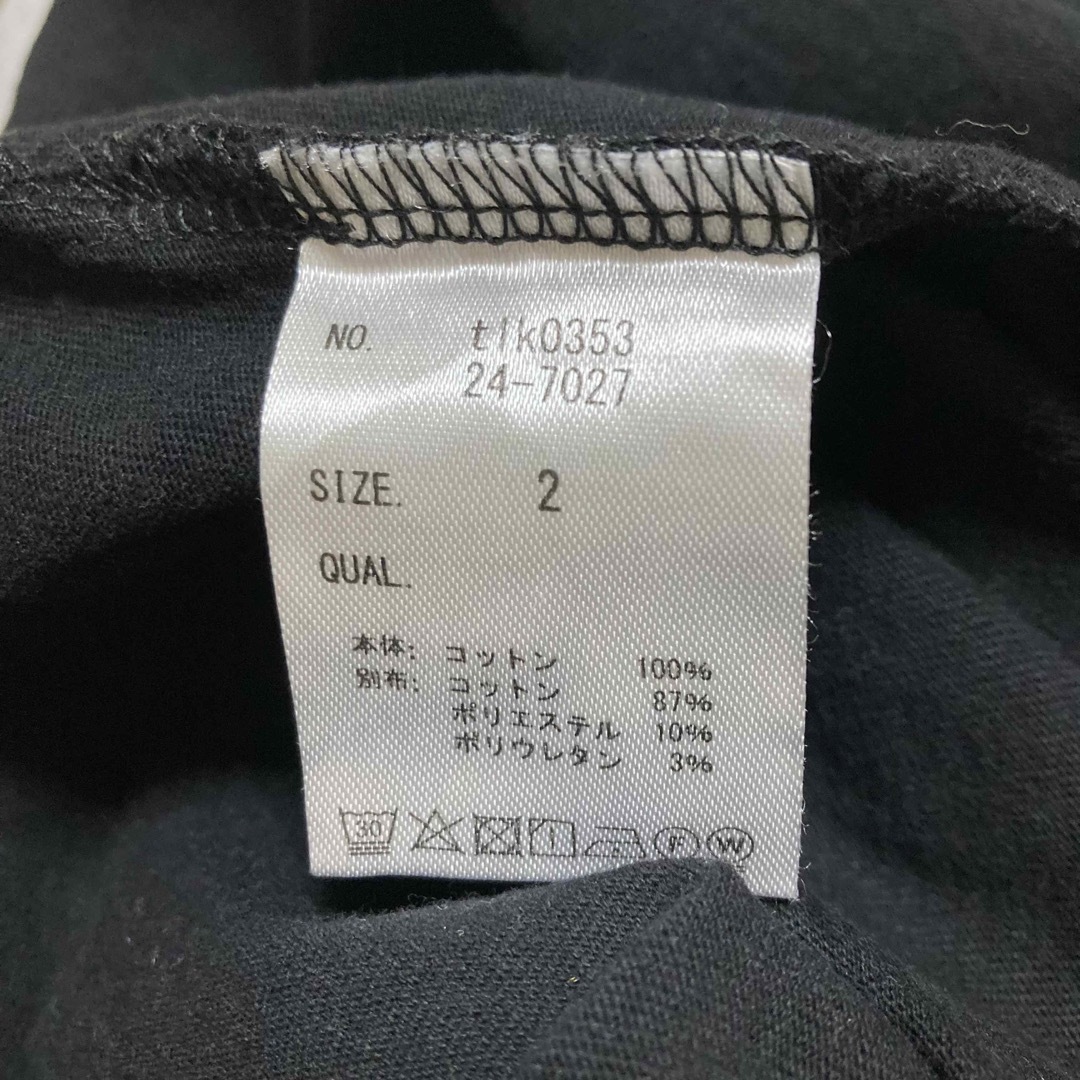 NO. tlk0353
24-7027
SIZE. 2
QUAL.
本体: コットン 100%
別布: コットン 87%
ポリエステル 10%
ポリウレタン 3%
30 F W